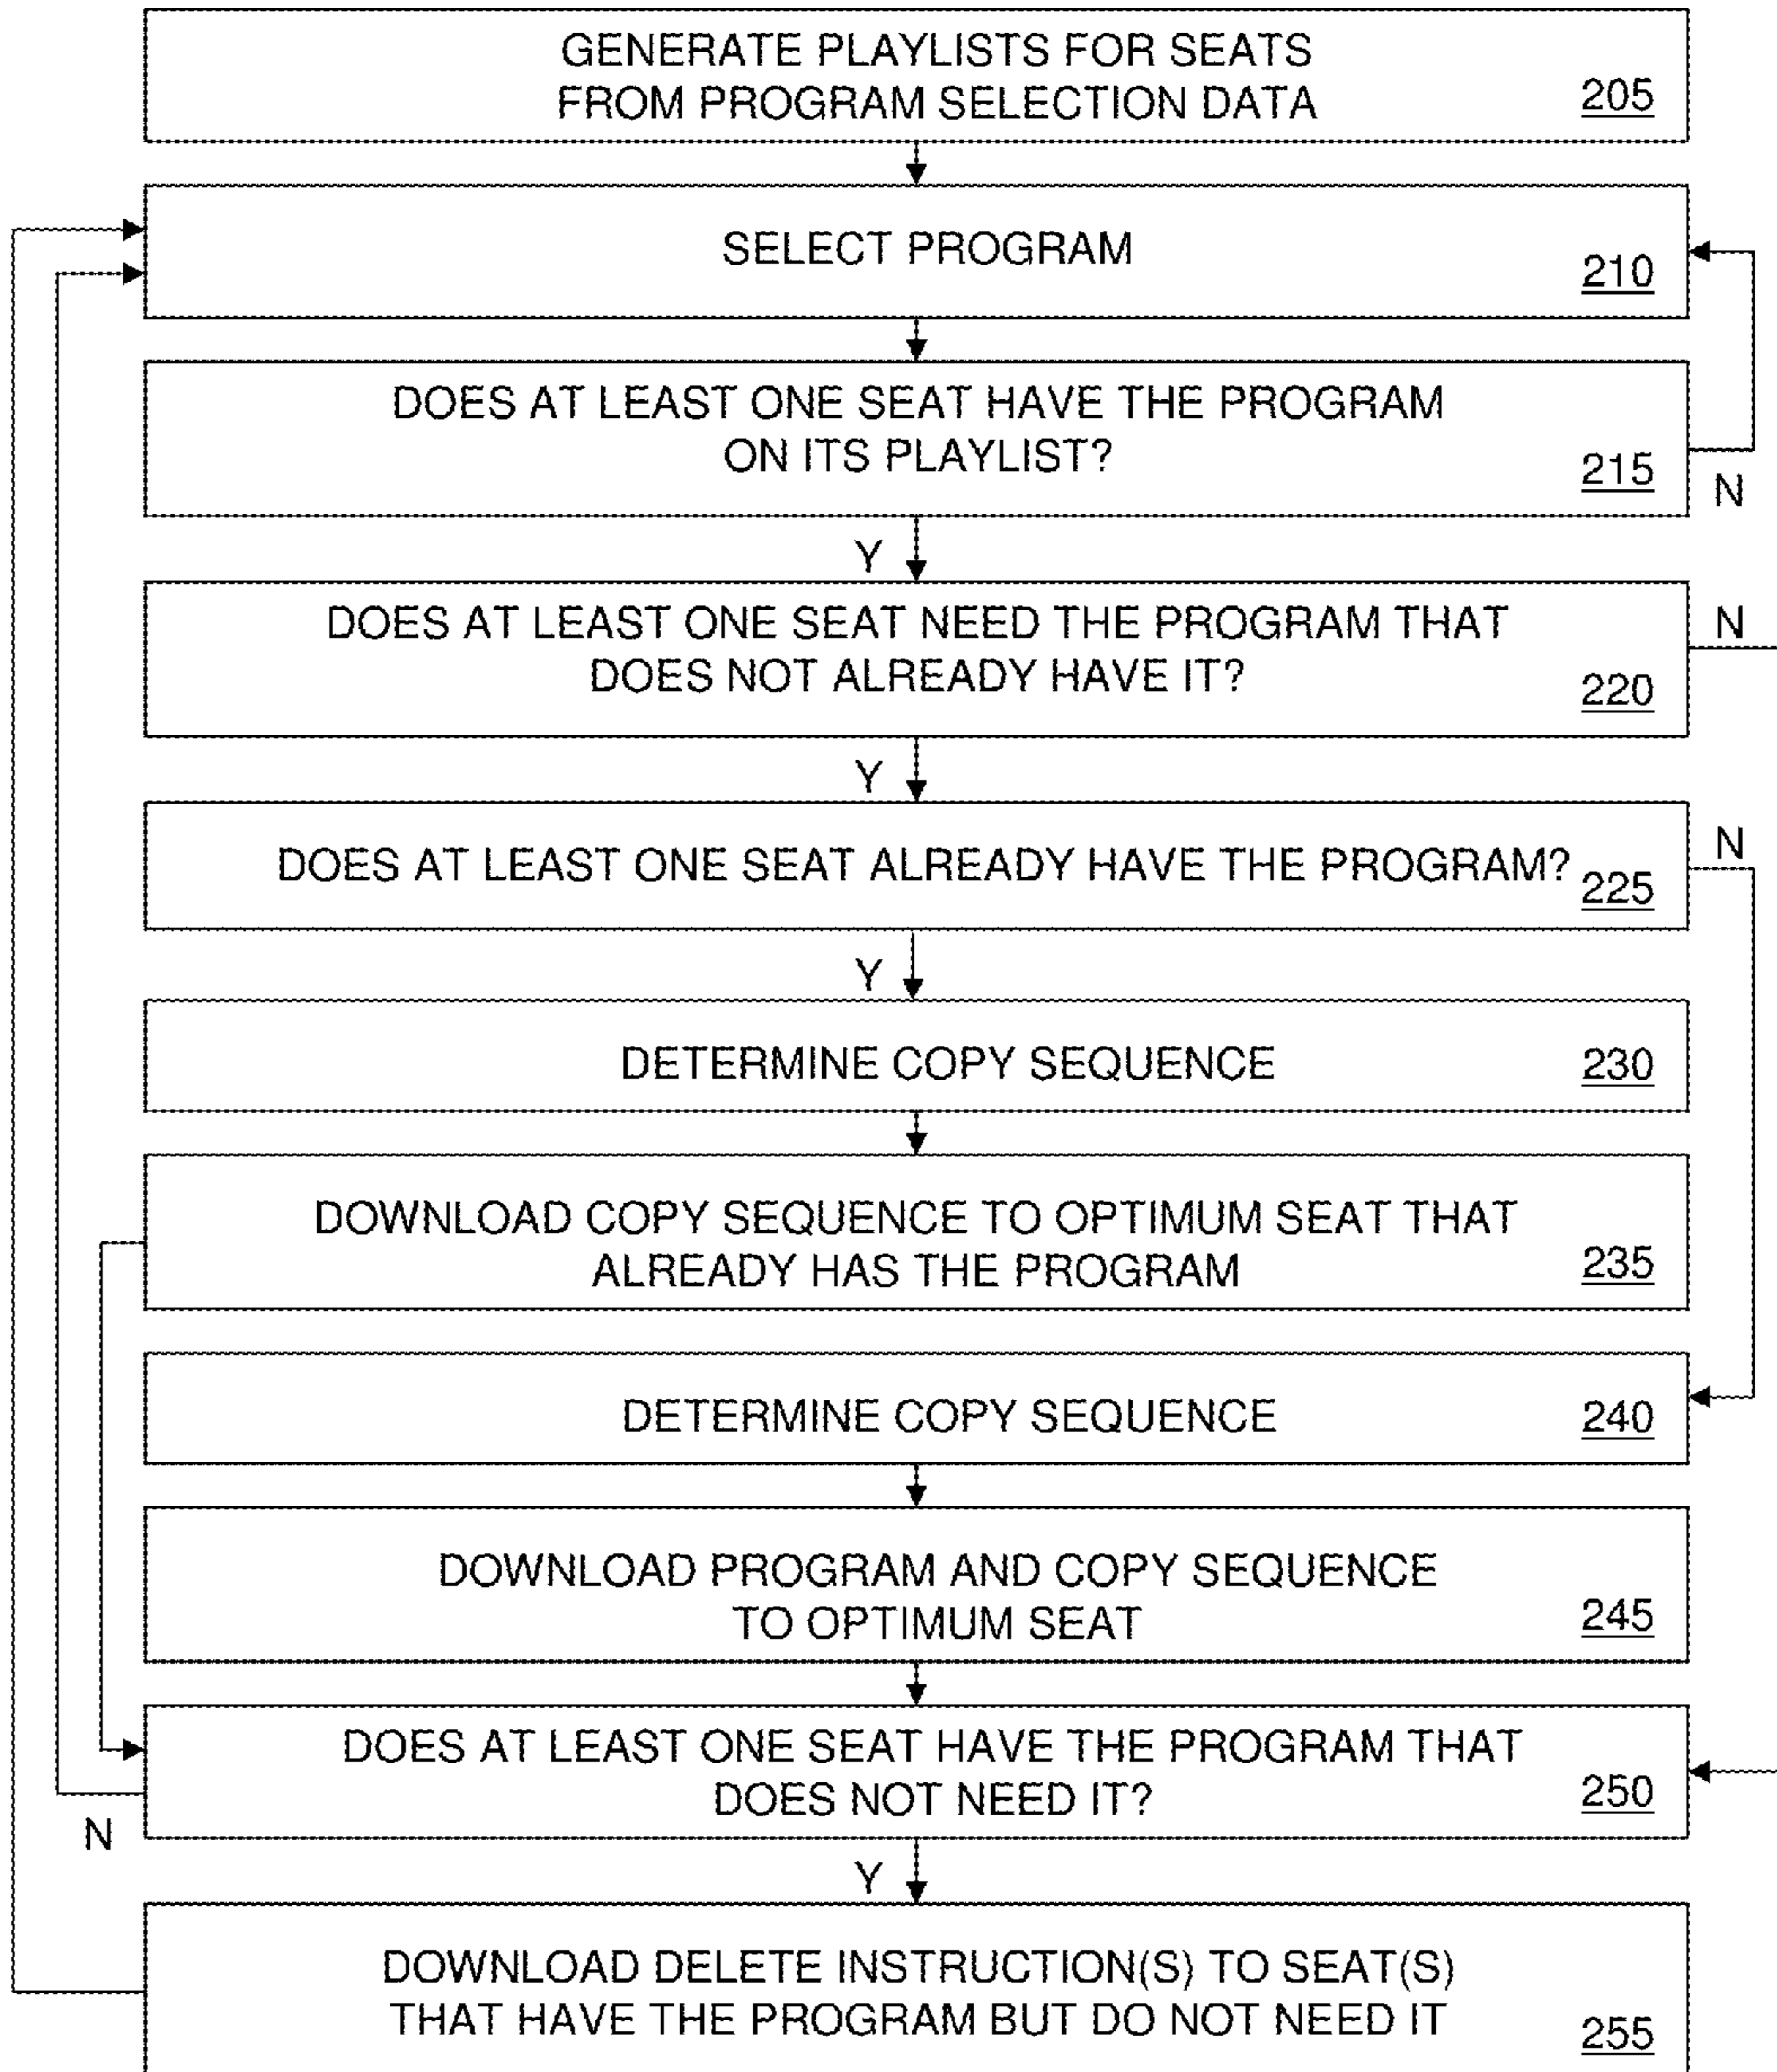 GENERATE PLAYLISTS FOR SEATS
FROM PROGRAM SELECTION DATA
205
SELECT PROGRAM
210
DOES AT LEAST ONE SEAT HAVE THE PROGRAM
ON ITS PLAYLIST?
215
N
Y
DOES AT LEAST ONE SEAT NEED THE PROGRAM THAT
DOES NOT ALREADY HAVE IT?
220
N
Y
DOES AT LEAST ONE SEAT ALREADY HAVE THE PROGRAM?
225
N
Y
DETERMINE COPY SEQUENCE
230
DOWNLOAD COPY SEQUENCE TO OPTIMUM SEAT THAT
ALREADY HAS THE PROGRAM
235
DETERMINE COPY SEQUENCE
240
DOWNLOAD PROGRAM AND COPY SEQUENCE
TO OPTIMUM SEAT
245
DOES AT LEAST ONE SEAT HAVE THE PROGRAM THAT
DOES NOT NEED IT?
250
N
Y
DOWNLOAD DELETE INSTRUCTION(S) TO SEAT(S)
THAT HAVE THE PROGRAM BUT DO NOT NEED IT
255